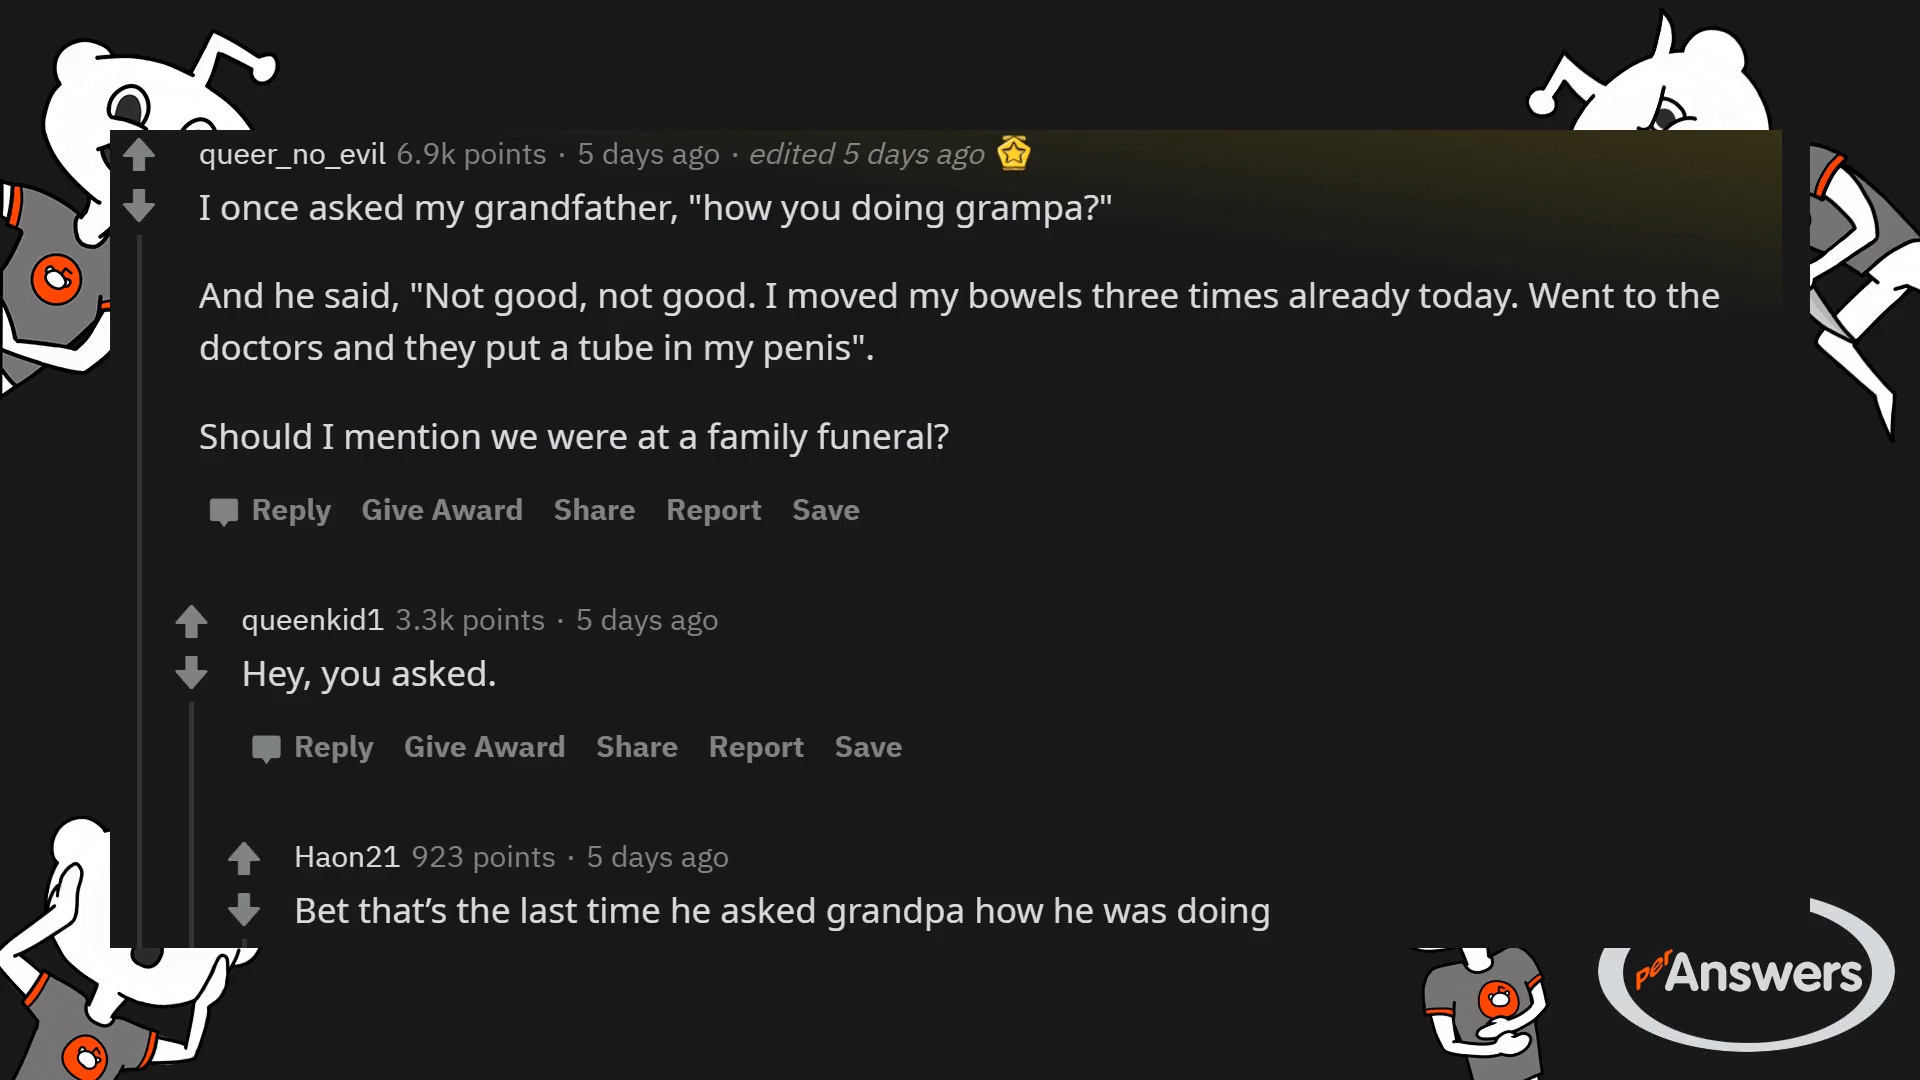 queer_no_evil 6.9k points · 5 days ago · edited 5 days ago
I once asked my grandfather, "how you doing grampa?"
And he said, "Not good, not good. I moved my bowels three times already today. Went to the
doctors and they put a tube in my penis".
Should I mention we were at a family funeral?
Reply Give Award Share Report Save
queenkid1 3.3k points · 5 days ago
Hey, you asked.
Reply Give Award Share Report Save
Haon21 923 points · 5 days ago
Bet that’s the last time he asked grandpa how he was doing
perAnswers